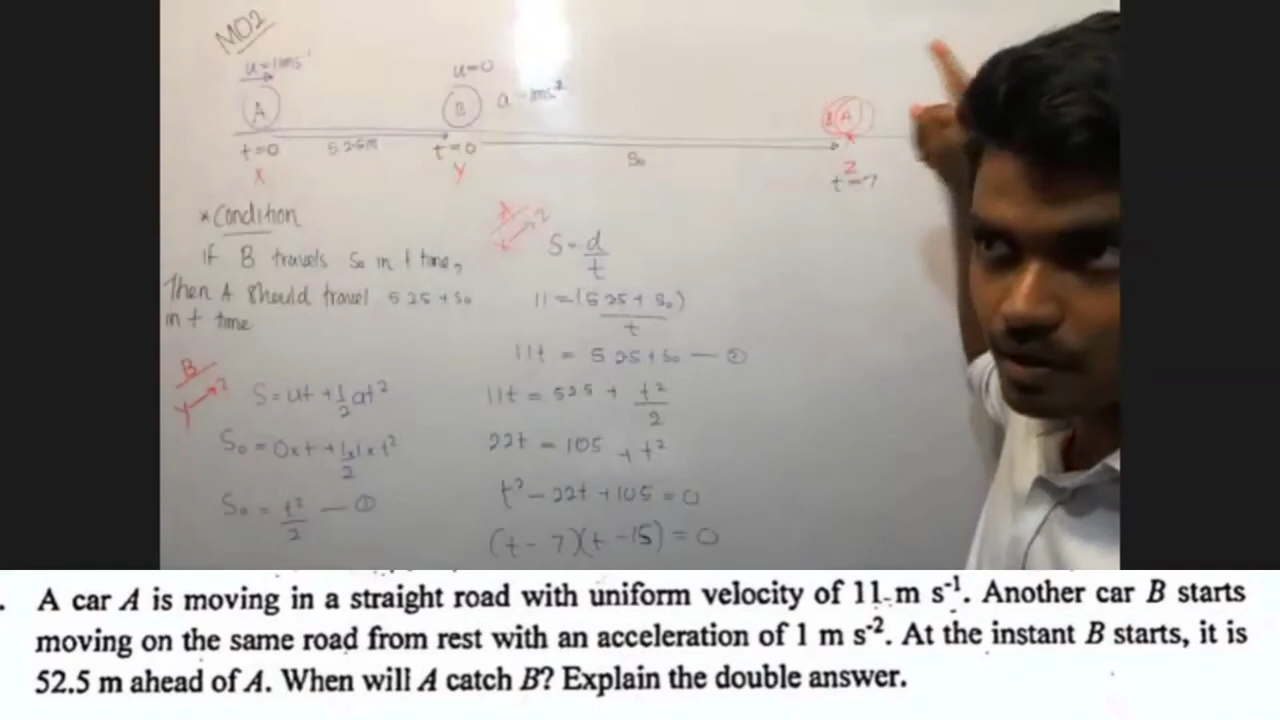 MO2
u = 11ms⁻¹
u=0
A
B
a = 1ms²
B A
t=0
52.5m
t=0
S₀
X
Y
Z
t=?
* Condition
If B travels S₀ in t time,
Then A should travel 52.5 + S₀
in t time
B
Y → Z
S = ut + ½at²
S₀ = 0×t + ½×1×t²
S₀ = t²/2 — ①
A
X → Z
S = d/t
11 = (52.5 + S₀)/t
11t = 52.5 + S₀ — ②
11t = 52.5 + t²/2
22t = 105 + t²
t² - 22t + 105 = 0
(t - 7)(t - 15) = 0
. A car A is moving in a straight road with uniform velocity of 11 m s⁻¹. Another car B starts
moving on the same road from rest with an acceleration of 1 m s⁻². At the instant B starts, it is
52.5 m ahead of A. When will A catch B? Explain the double answer.